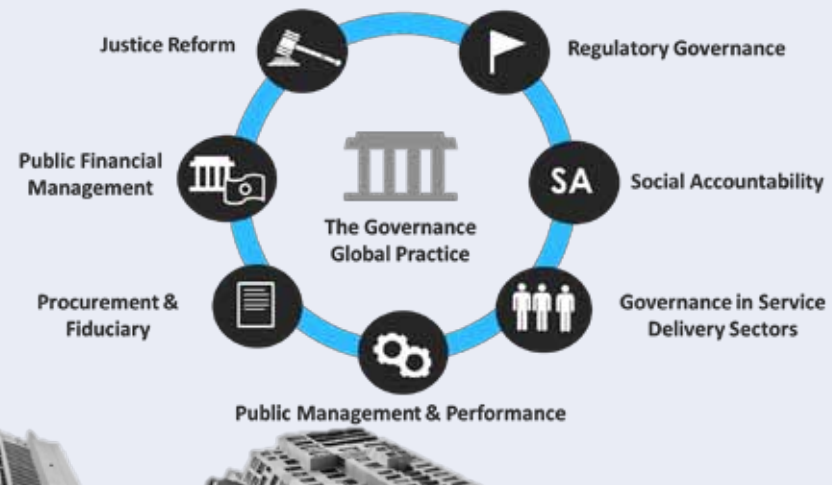 Justice Reform
Regulatory Governance
Public Financial
Management
SA
Social Accountability
The Governance
Global Practice
Procurement &
Fiduciary
Governance in Service
Delivery Sectors
Public Management & Performance